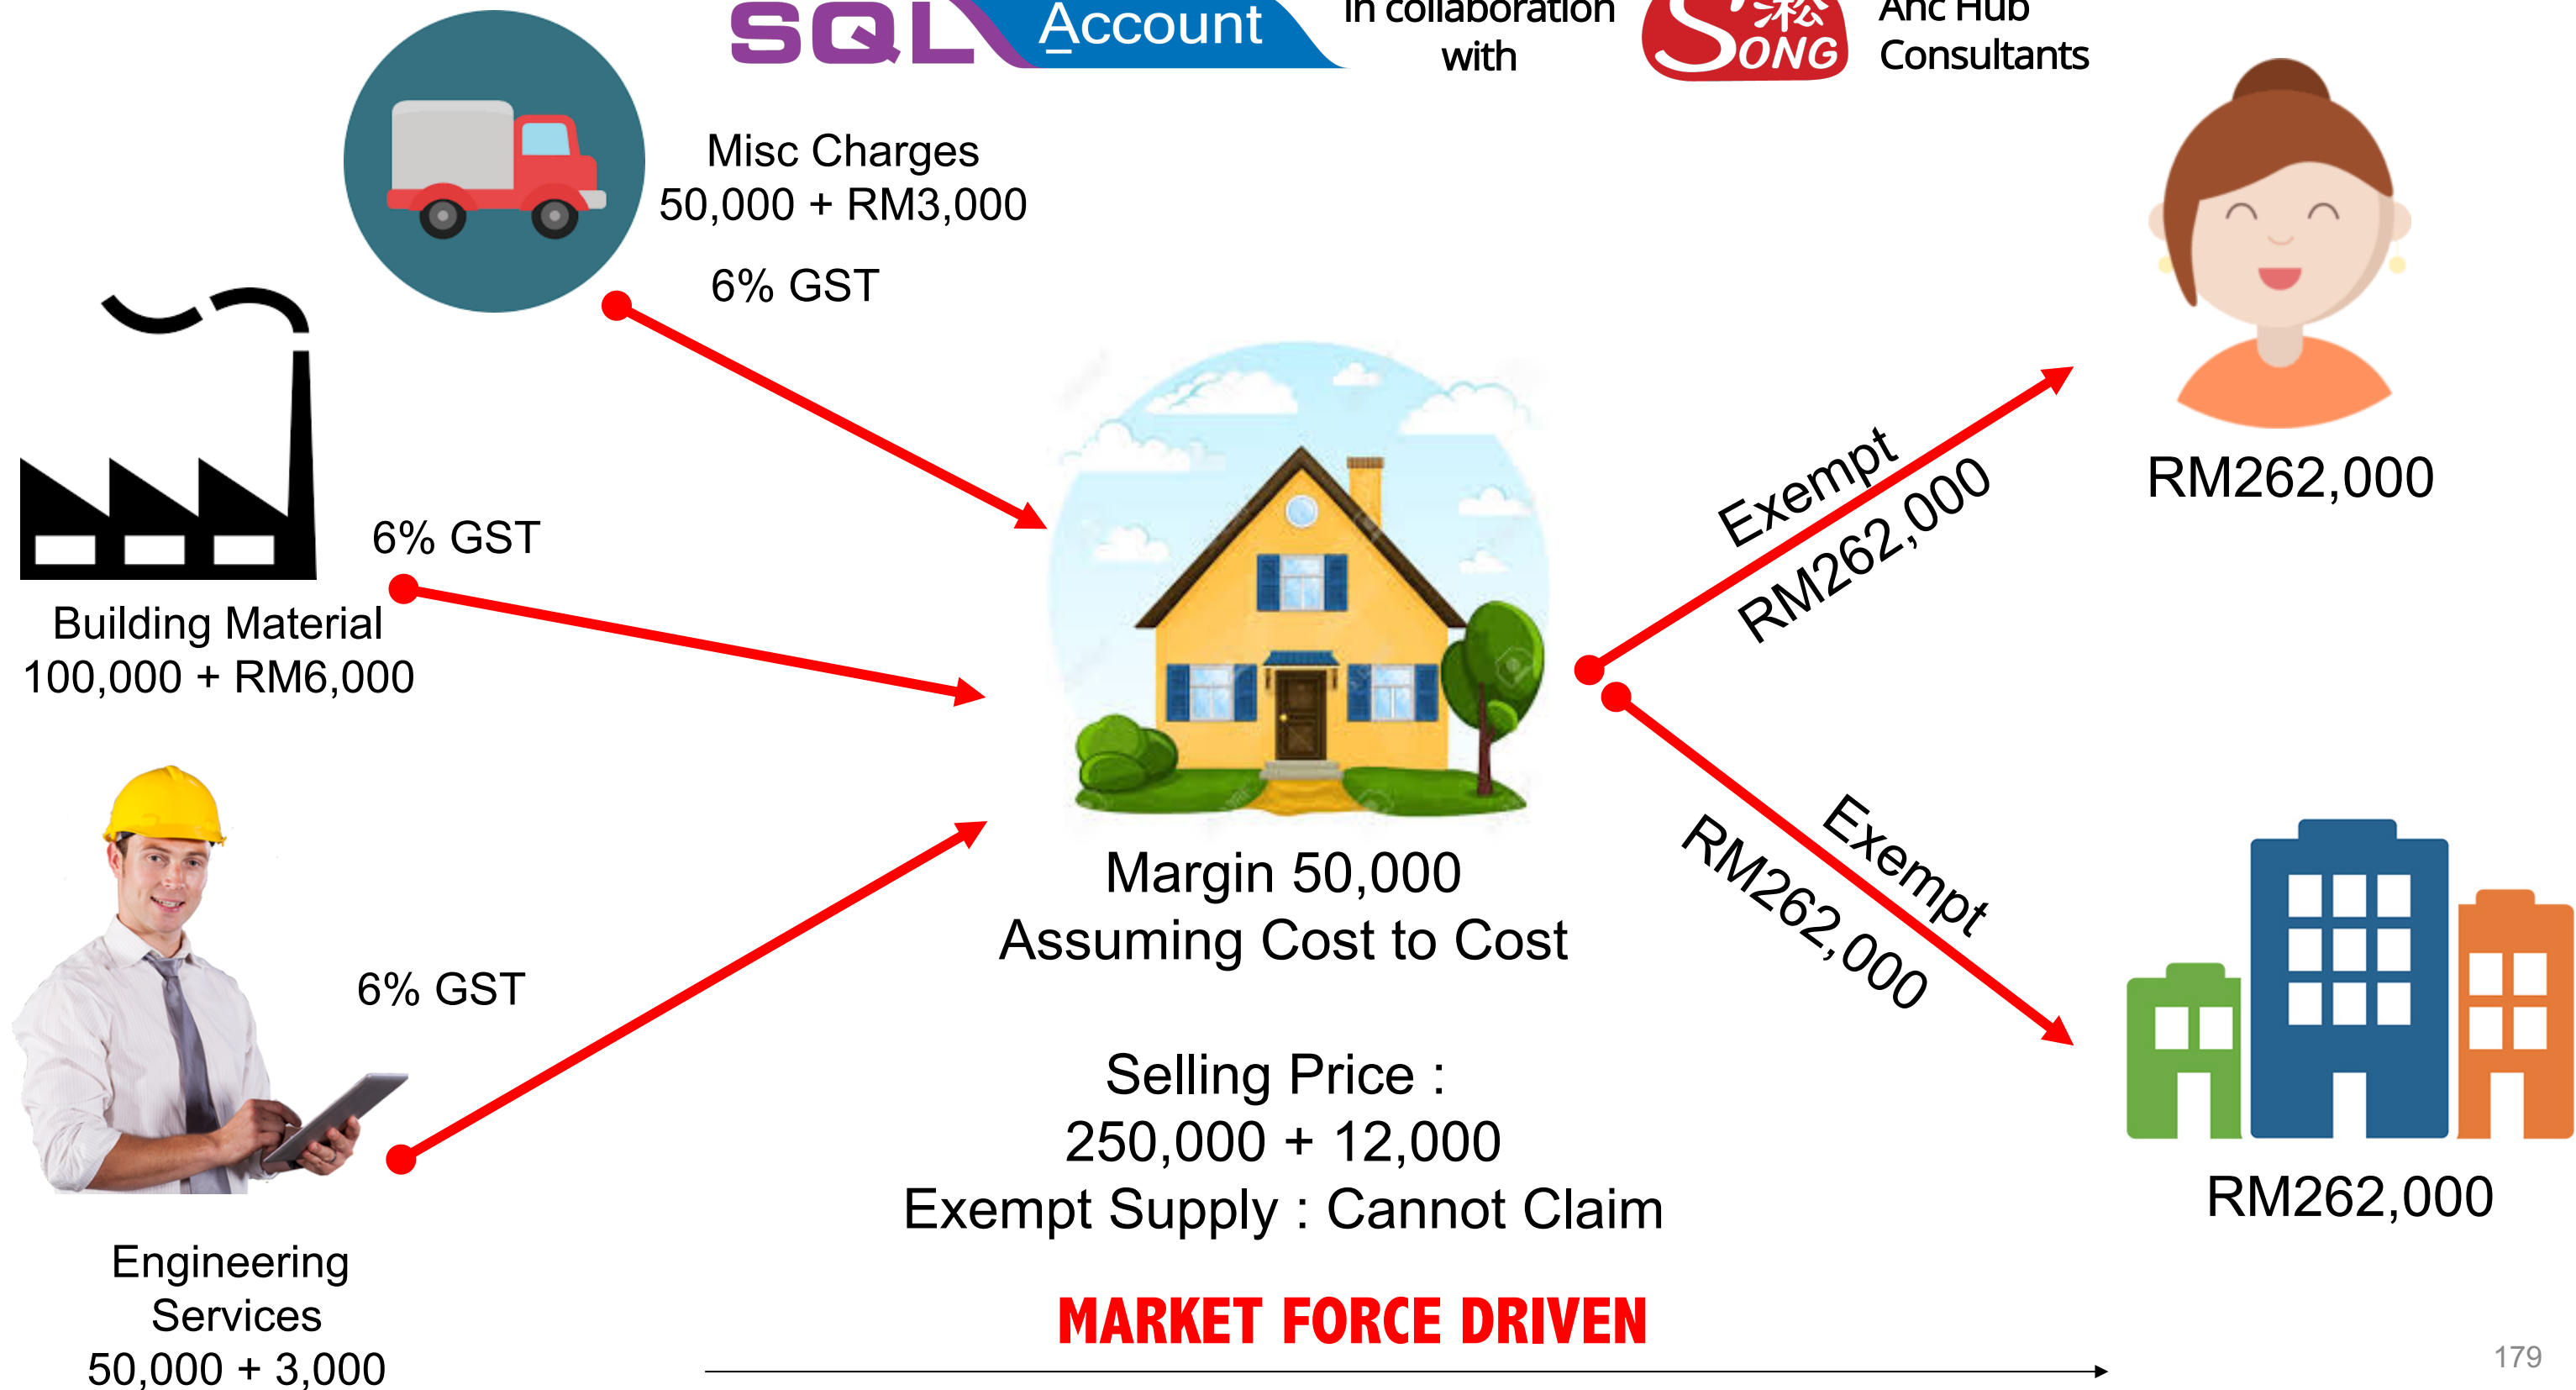 SQL Account
in collaboration
with
淞
SONG
Anc Hub
Consultants
Misc Charges
50,000 + RM3,000
6% GST
6% GST
Building Material
100,000 + RM6,000
6% GST
Engineering
Services
50,000 + 3,000
Margin 50,000
Assuming Cost to Cost
Selling Price :
250,000 + 12,000
Exempt Supply : Cannot Claim
MARKET FORCE DRIVEN
Exempt
RM262,000
RM262,000
Exempt
RM262,000
RM262,000
179